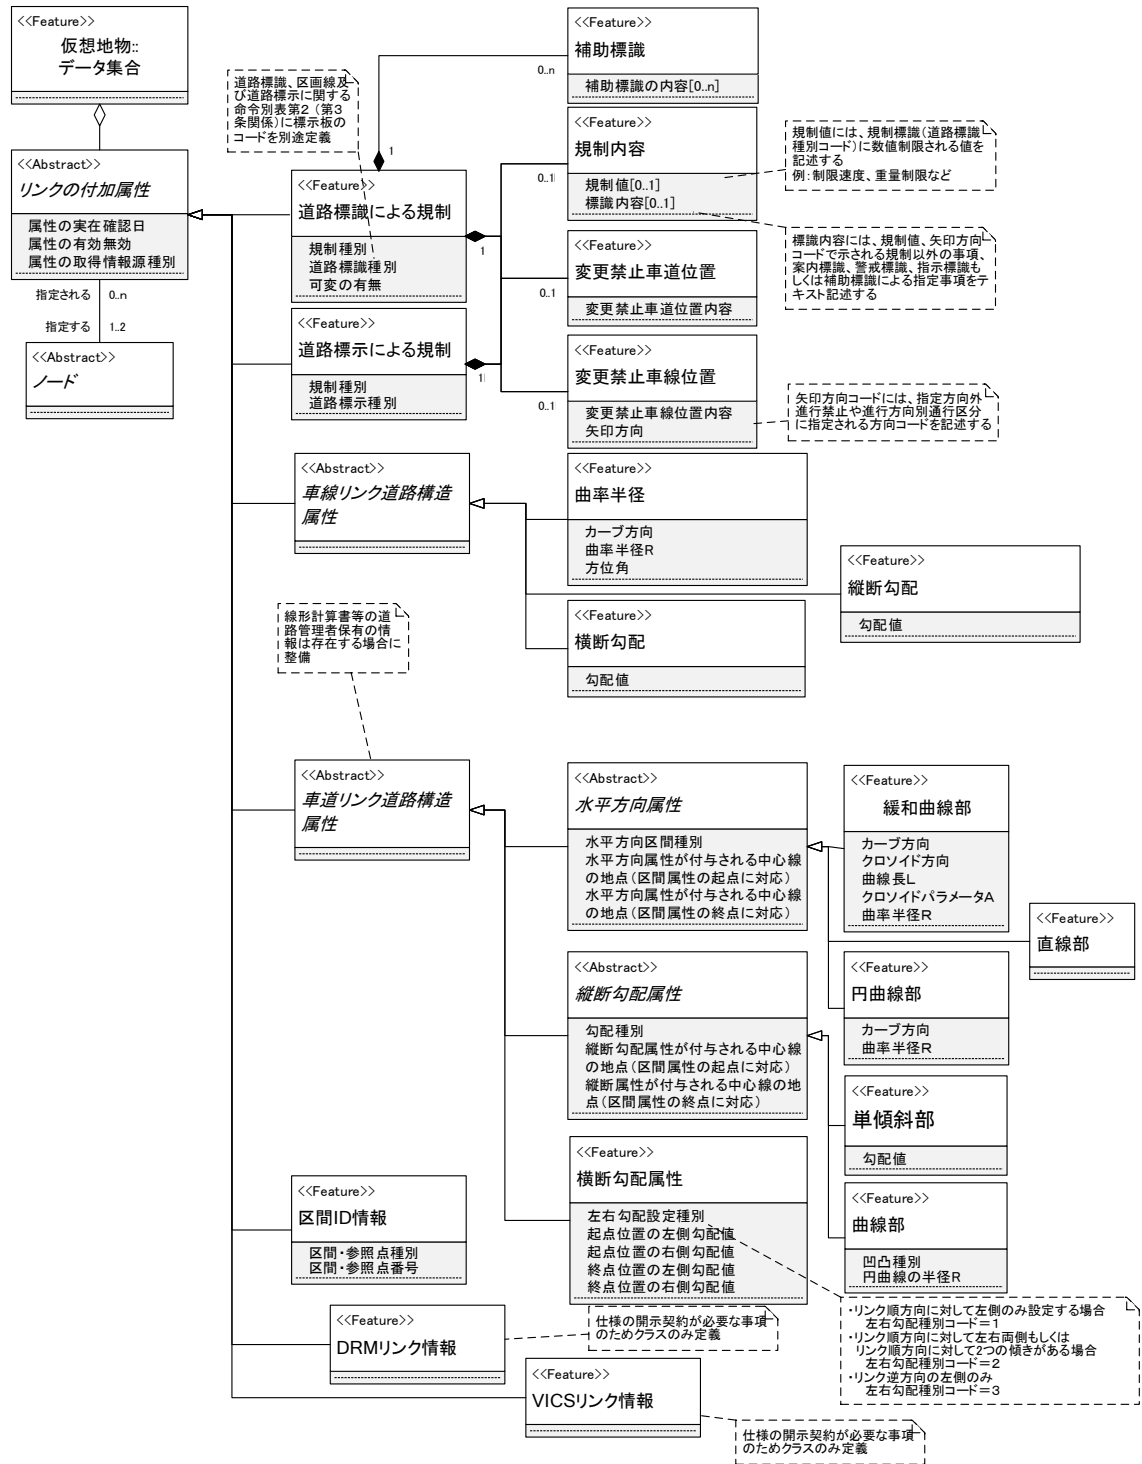 <<Feature>>
仮想地物::
データ集合
<<Abstract>>
リンクの付加属性
属性の実在確認日
属性の有効無効
属性の取得情報源種別
指定される
0..n
指定する
1..2
<<Abstract>>
ノード
道路標識、区画線及
び道路標示に関する
命令別表第2（第3
条関係）に標示板の
コードを別途定義
<<Feature>>
補助標識
補助標識の内容[0..n]
0..n
1
<<Feature>>
道路標識による規制
規制種別
道路標識種別
可変の有無
1
<<Feature>>
道路標示による規制
規制種別
道路標示種別
1
<<Feature>>
規制内容
規制値[0..1]
標識内容[0..1]
0..1
<<Feature>>
変更禁止車道位置
変更禁止車道位置内容
0..1
<<Feature>>
変更禁止車線位置
変更禁止車線位置内容
矢印方向
0..1
規制値には、規制標識（道路標識
種別コード）に数値制限される値を
記述する
例：制限速度、重量制限など
標識内容には、規制値、矢印方向
コードで示される規制以外の事項、
案内標識、警戒標識、指示標識も
しくは補助標識による指定事項をテ
キスト記述する
矢印方向コードには、指定方向外
進行禁止や進行方向別通行区分
に指定される方向コードを記述する
<<Abstract>>
車線リンク道路構造
属性
<<Feature>>
曲率半径
カーブ方向
曲率半径R
方位角
<<Feature>>
縦断勾配
勾配値
<<Feature>>
横断勾配
勾配値
線形計算書等の道
路管理者保有の情
報は存在する場合に
整備
<<Abstract>>
車道リンク道路構造
属性
<<Abstract>>
水平方向属性
水平方向区間種別
水平方向属性が付与される中心線
の地点（区間属性の起点に対応）
水平方向属性が付与される中心線
の地点（区間属性の終点に対応）
<<Feature>>
緩和曲線部
カーブ方向
クロソイド方向
曲線長L
クロソイドパラメータA
曲率半径R
<<Feature>>
直線部
<<Feature>>
円曲線部
カーブ方向
曲率半径R
<<Abstract>>
縦断勾配属性
勾配種別
縦断勾配属性が付与される中心線
の地点（区間属性の起点に対応）
縦断属性が付与される中心線の地
点（区間属性の終点に対応）
<<Feature>>
単傾斜部
勾配値
<<Feature>>
曲線部
凹凸種別
円曲線の半径R
<<Feature>>
横断勾配属性
左右勾配設定種別
起点位置の左側勾配値
起点位置の右側勾配値
終点位置の左側勾配値
終点位置の右側勾配値
・リンク順方向に対して左側のみ設定する場合
左右勾配種別コード＝1
・リンク順方向に対して左右両側もしくは
リンク順方向に対して2つの傾きがある場合
左右勾配種別コード＝2
・リンク逆方向の左側のみ
左右勾配種別コード＝3
<<Feature>>
区間ID情報
区間・参照点種別
区間・参照点番号
<<Feature>>
DRMリンク情報
仕様の開示契約が必要な事項
のためクラスのみ定義
<<Feature>>
VICSリンク情報
仕様の開示契約が必要な事項
のためクラスのみ定義